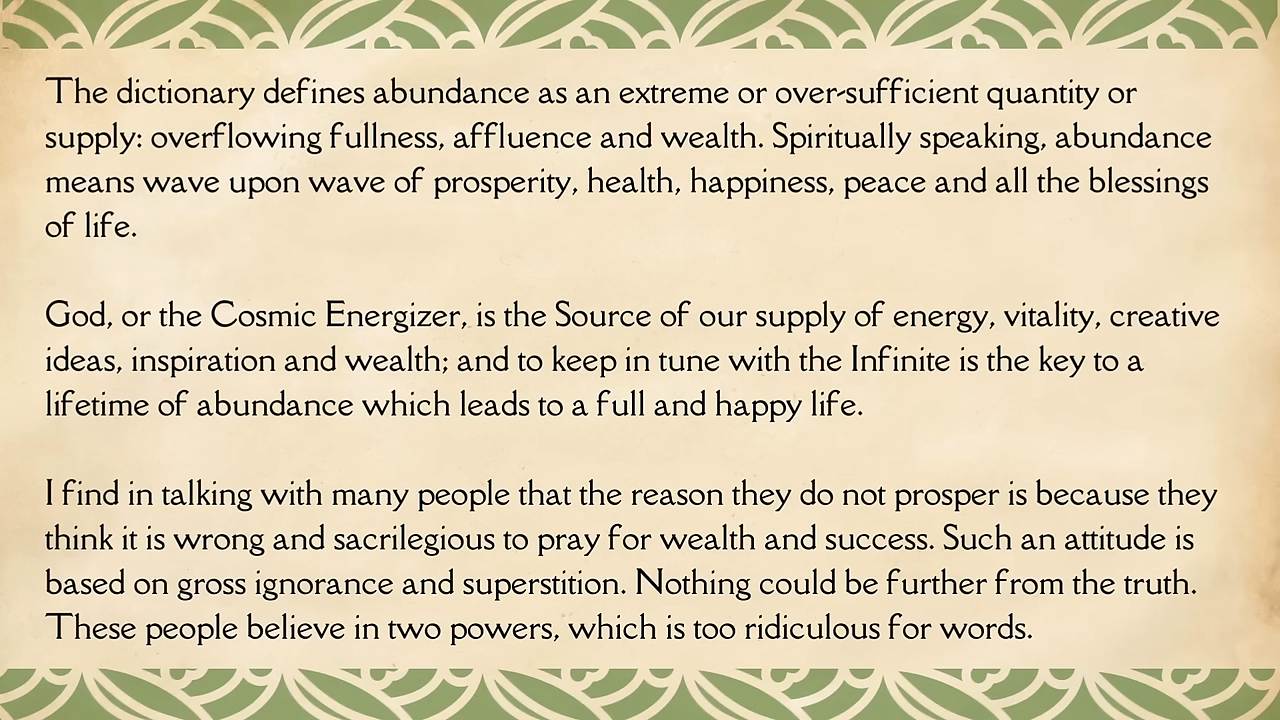 The dictionary defines abundance as an extreme or over-sufficient quantity or
supply: overflowing fullness, affluence and wealth. Spiritually speaking, abundance
means wave upon wave of prosperity, health, happiness, peace and all the blessings
of life.
God, or the Cosmic Energizer, is the Source of our supply of energy, vitality, creative
ideas, inspiration and wealth; and to keep in tune with the Infinite is the key to a
lifetime of abundance which leads to a full and happy life.
I find in talking with many people that the reason they do not prosper is because they
think it is wrong and sacrilegious to pray for wealth and success. Such an attitude is
based on gross ignorance and superstition. Nothing could be further from the truth.
These people believe in two powers, which is too ridiculous for words.